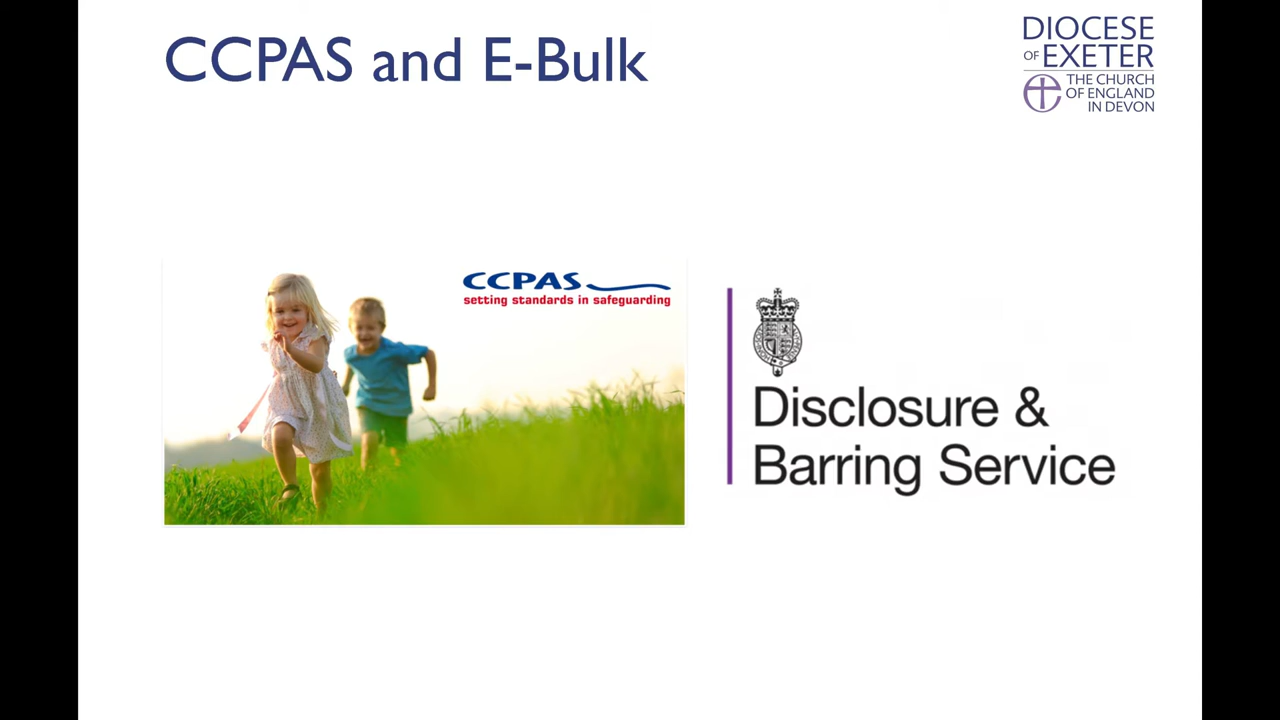 CCPAS and E-Bulk
DIOCESE
OF EXETER
THE CHURCH
OF ENGLAND
IN DEVON
CCPAS
setting standards in safeguarding
Disclosure &
Barring Service